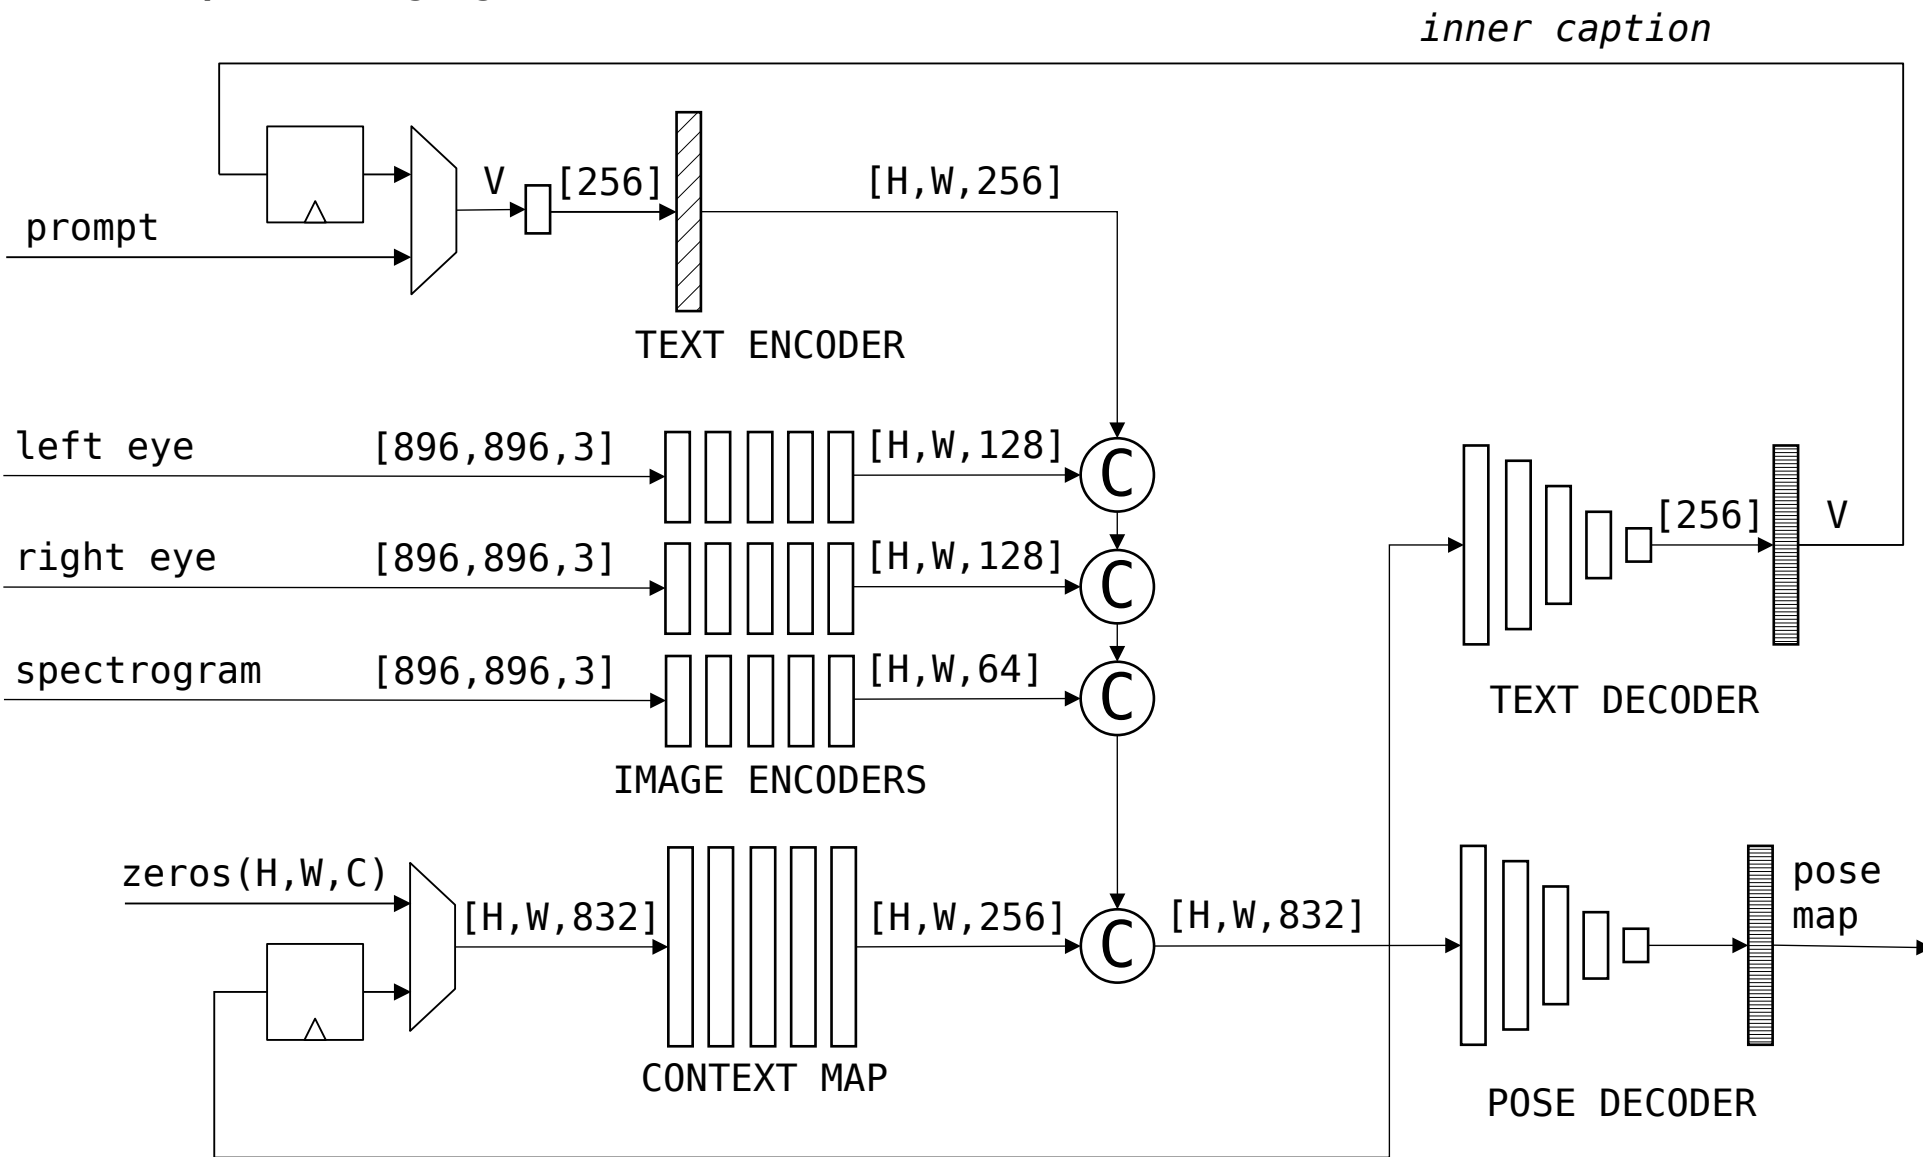 inner caption
V
[256]
[H,W,256]
prompt
TEXT ENCODER
left eye
[896,896,3]
[H,W,128]
C
right eye
[896,896,3]
[H,W,128]
C
spectrogram
[896,896,3]
[H,W,64]
C
IMAGE ENCODERS
[256]
V
TEXT DECODER
zeros(H,W,C)
[H,W,832]
[H,W,256]
C
[H,W,832]
pose
map
CONTEXT MAP
POSE DECODER